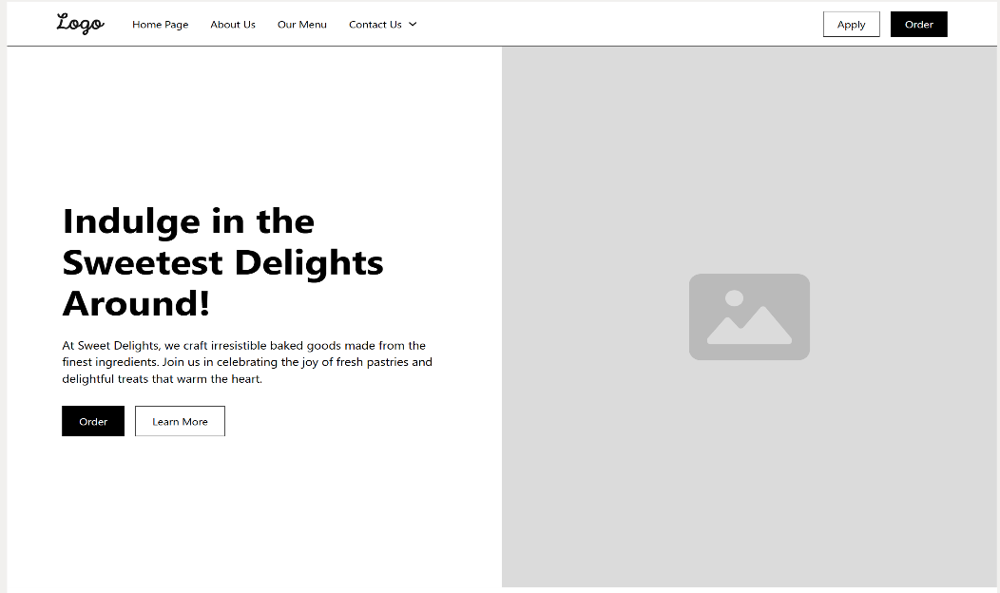 Logo Home Page About Us Our Menu Contact Us Apply Order
Indulge in the
Sweetest Delights
Around!
At Sweet Delights, we craft irresistible baked goods made from the
finest ingredients. Join us in celebrating the joy of fresh pastries and
delightful treats that warm the heart.
Order Learn More